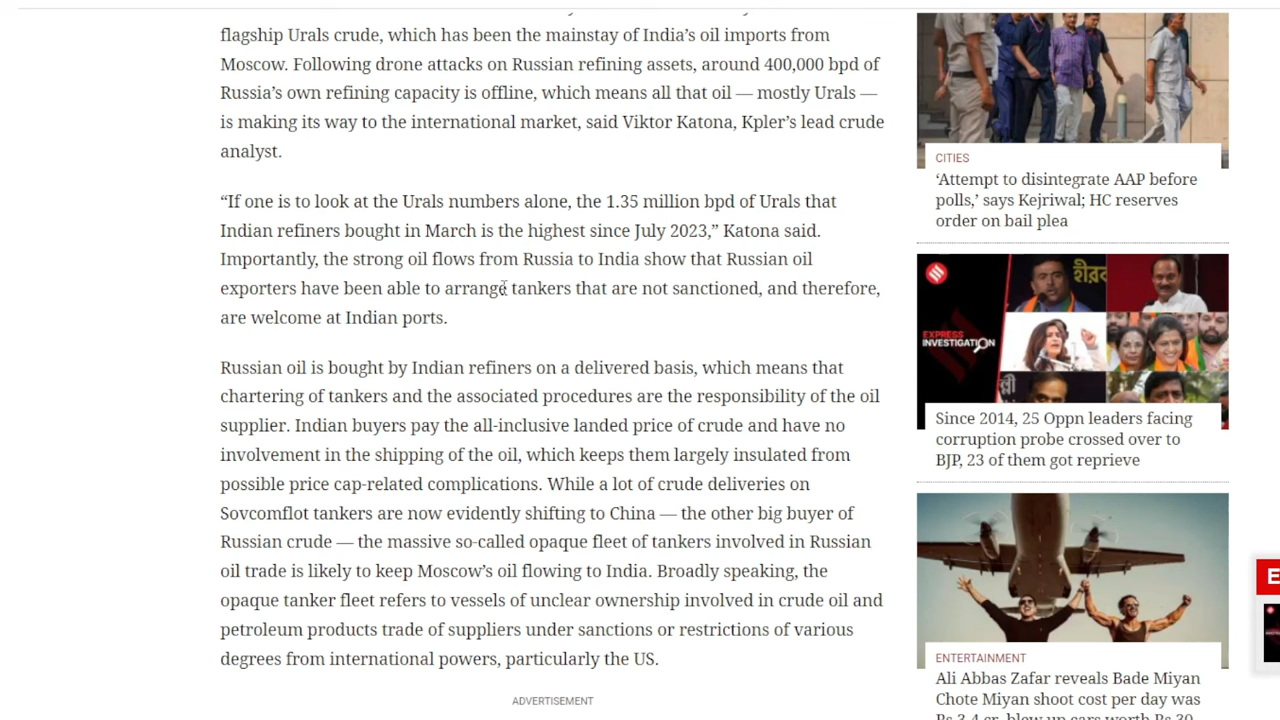 flagship Urals crude, which has been the mainstay of India’s oil imports from
Moscow. Following drone attacks on Russian refining assets, around 400,000 bpd of
Russia’s own refining capacity is offline, which means all that oil — mostly Urals —
is making its way to the international market, said Viktor Katona, Kpler’s lead crude
analyst.
“If one is to look at the Urals numbers alone, the 1.35 million bpd of Urals that
Indian refiners bought in March is the highest since July 2023,” Katona said.
Importantly, the strong oil flows from Russia to India show that Russian oil
exporters have been able to arrange tankers that are not sanctioned, and therefore,
are welcome at Indian ports.
Russian oil is bought by Indian refiners on a delivered basis, which means that
chartering of tankers and the associated procedures are the responsibility of the oil
supplier. Indian buyers pay the all-inclusive landed price of crude and have no
involvement in the shipping of the oil, which keeps them largely insulated from
possible price cap-related complications. While a lot of crude deliveries on
Sovcomflot tankers are now evidently shifting to China — the other big buyer of
Russian crude — the massive so-called opaque fleet of tankers involved in Russian
oil trade is likely to keep Moscow’s oil flowing to India. Broadly speaking, the
opaque tanker fleet refers to vessels of unclear ownership involved in crude oil and
petroleum products trade of suppliers under sanctions or restrictions of various
degrees from international powers, particularly the US.
ADVERTISEMENT
CITIES
‘Attempt to disintegrate AAP before
polls,’ says Kejriwal; HC reserves
order on bail plea
EXPRESS
INVESTIGATION
Since 2014, 25 Oppn leaders facing
corruption probe crossed over to
BJP, 23 of them got reprieve
ENTERTAINMENT
Ali Abbas Zafar reveals Bade Miyan
Chote Miyan shoot cost per day was
Rs 3-4 cr, blew up cars worth Rs 30
E